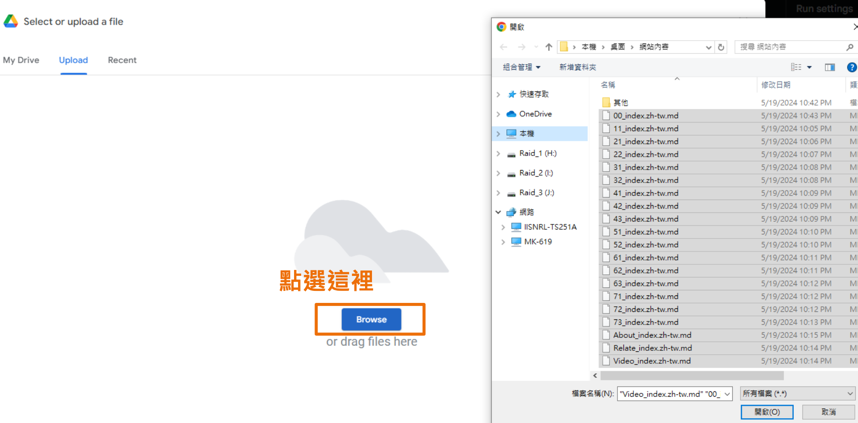 Run settings
Select or upload a file
My Drive Upload Recent
點選這裡
Browse
or drag files here
開啟
本機 > 桌面 > 網站內容
搜尋 網站內容
組合管理 新增資料夾
名稱 修改日期
快速存取
OneDrive
本機
Raid_1 (H:)
Raid_2 (I:)
Raid_3 (J:)
網路
IISNRL-TS251A
MK-619
其他 5/19/2024 10:42 PM 檔
00_index.zh-tw.md 5/19/2024 10:43 PM M
11_index.zh-tw.md 5/19/2024 10:05 PM M
21_index.zh-tw.md 5/19/2024 10:06 PM M
22_index.zh-tw.md 5/19/2024 10:07 PM M
31_index.zh-tw.md 5/19/2024 10:08 PM M
32_index.zh-tw.md 5/19/2024 10:08 PM M
41_index.zh-tw.md 5/19/2024 10:09 PM M
42_index.zh-tw.md 5/19/2024 10:09 PM M
43_index.zh-tw.md 5/19/2024 10:09 PM M
51_index.zh-tw.md 5/19/2024 10:10 PM M
52_index.zh-tw.md 5/19/2024 10:10 PM M
61_index.zh-tw.md 5/19/2024 10:11 PM M
62_index.zh-tw.md 5/19/2024 10:11 PM M
63_index.zh-tw.md 5/19/2024 10:12 PM M
71_index.zh-tw.md 5/19/2024 10:12 PM M
72_index.zh-tw.md 5/19/2024 10:12 PM M
73_index.zh-tw.md 5/19/2024 10:13 PM M
About_index.zh-tw.md 5/19/2024 10:15 PM M
Relate_index.zh-tw.md 5/19/2024 10:14 PM M
Video_index.zh-tw.md 5/19/2024 10:14 PM M
檔案名稱(N): "Video_index.zh-tw.md" "00_ 所有檔案 (*.*)
開啟(O) 取消